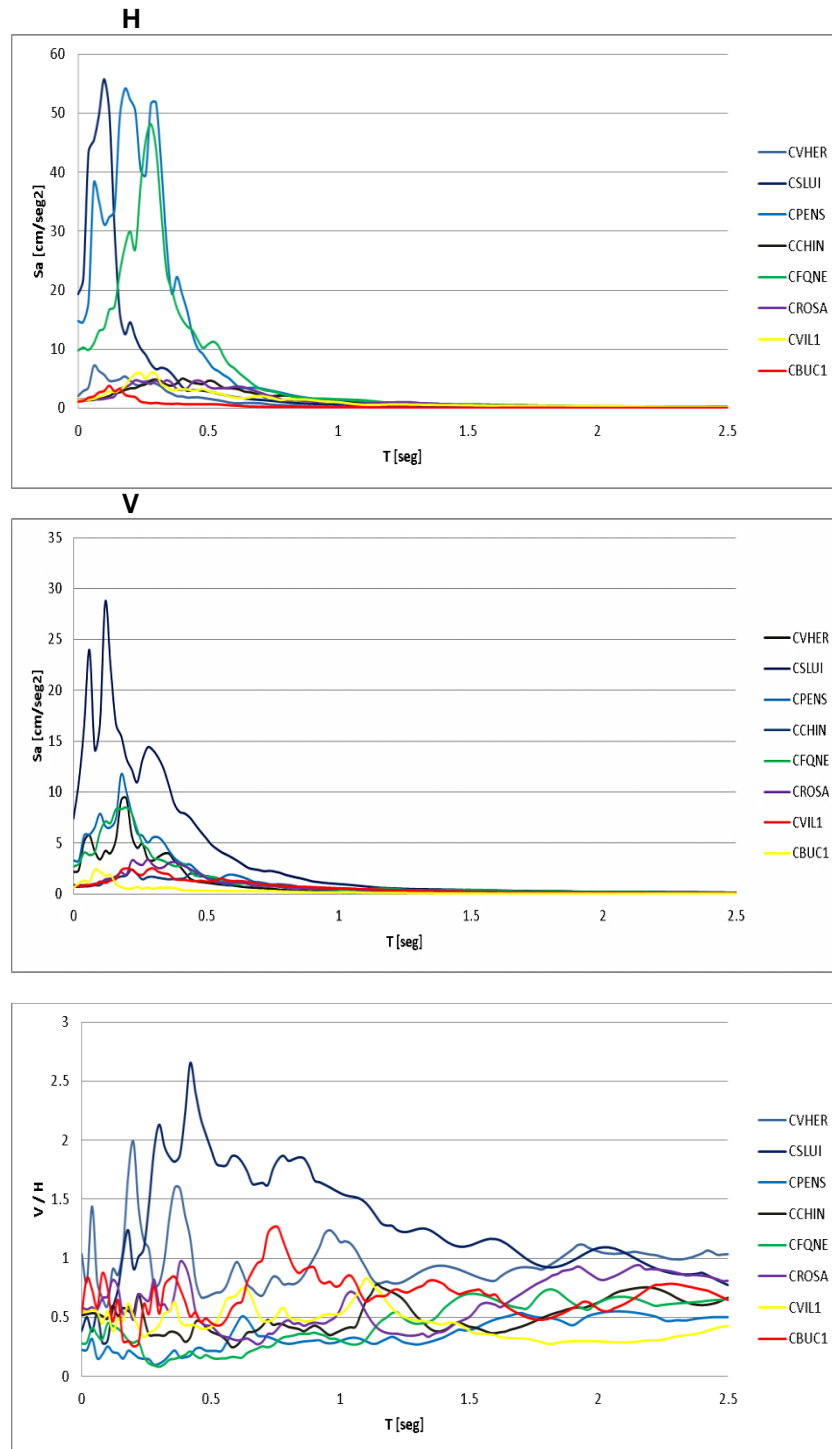 H
60
50
40
30
20
10
0
Sa [cm/seg2]
0
0.5
1
1.5
2
2.5
T [seg]
CVHER
CSLUI
CPENS
CCHIN
CFQNE
CROSA
CVIL1
CBUC1
V
35
30
25
20
15
10
5
0
Sa [cm/seg2]
0
0.5
1
1.5
2
2.5
T [seg]
CVHER
CSLUI
CPENS
CCHIN
CFQNE
CROSA
CVIL1
CBUC1
3
2.5
2
1.5
1
0.5
0
V / H
0
0.5
1
1.5
2
2.5
T [seg]
CVHER
CSLUI
CPENS
CCHIN
CFQNE
CROSA
CVIL1
CBUC1